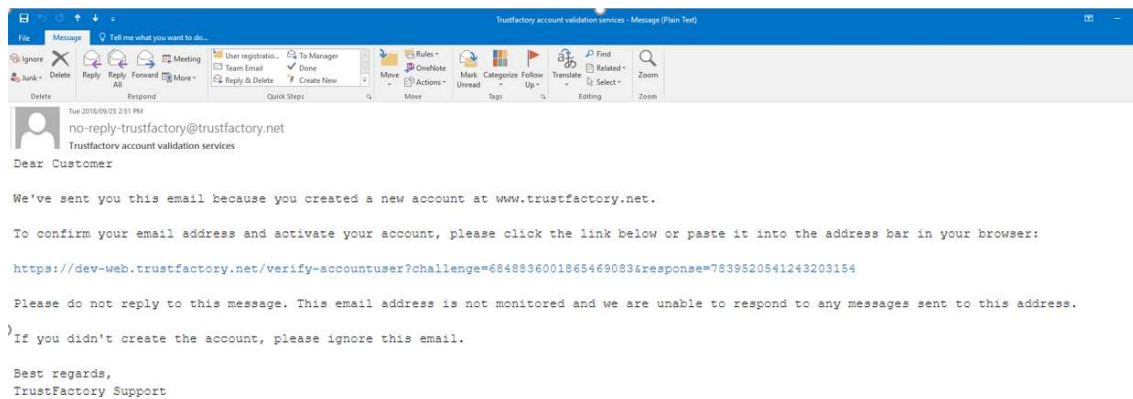 Trustfactory account validation services - Message (Plain Text)
File Message Tell me what you want to do...
Ignore Delete Reply Reply All Forward Meeting User registratio... To Manager Move Rules Mark Unread Categorize Follow Up Translate Find Zoom
Team Email Done OneNote Related
Junk More Reply & Delete Create New Actions Select
Delete Respond Quick Steps Move Tags Editing Zoom
Tue 2018/09/25 2:51 PM
no-reply-trustfactory@trustfactory.net
Trustfactory account validation services
Dear Customer
We've sent you this email because you created a new account at www.trustfactory.net.
To confirm your email address and activate your account, please click the link below or paste it into the address bar in your browser:
https://dev-web.trustfactory.net/verify-accountuser?challenge=6848836001865469083&response=7839520541243203154
Please do not reply to this message. This email address is not monitored and we are unable to respond to any messages sent to this address.
If you didn't create the account, please ignore this email.
Best regards,
TrustFactory Support